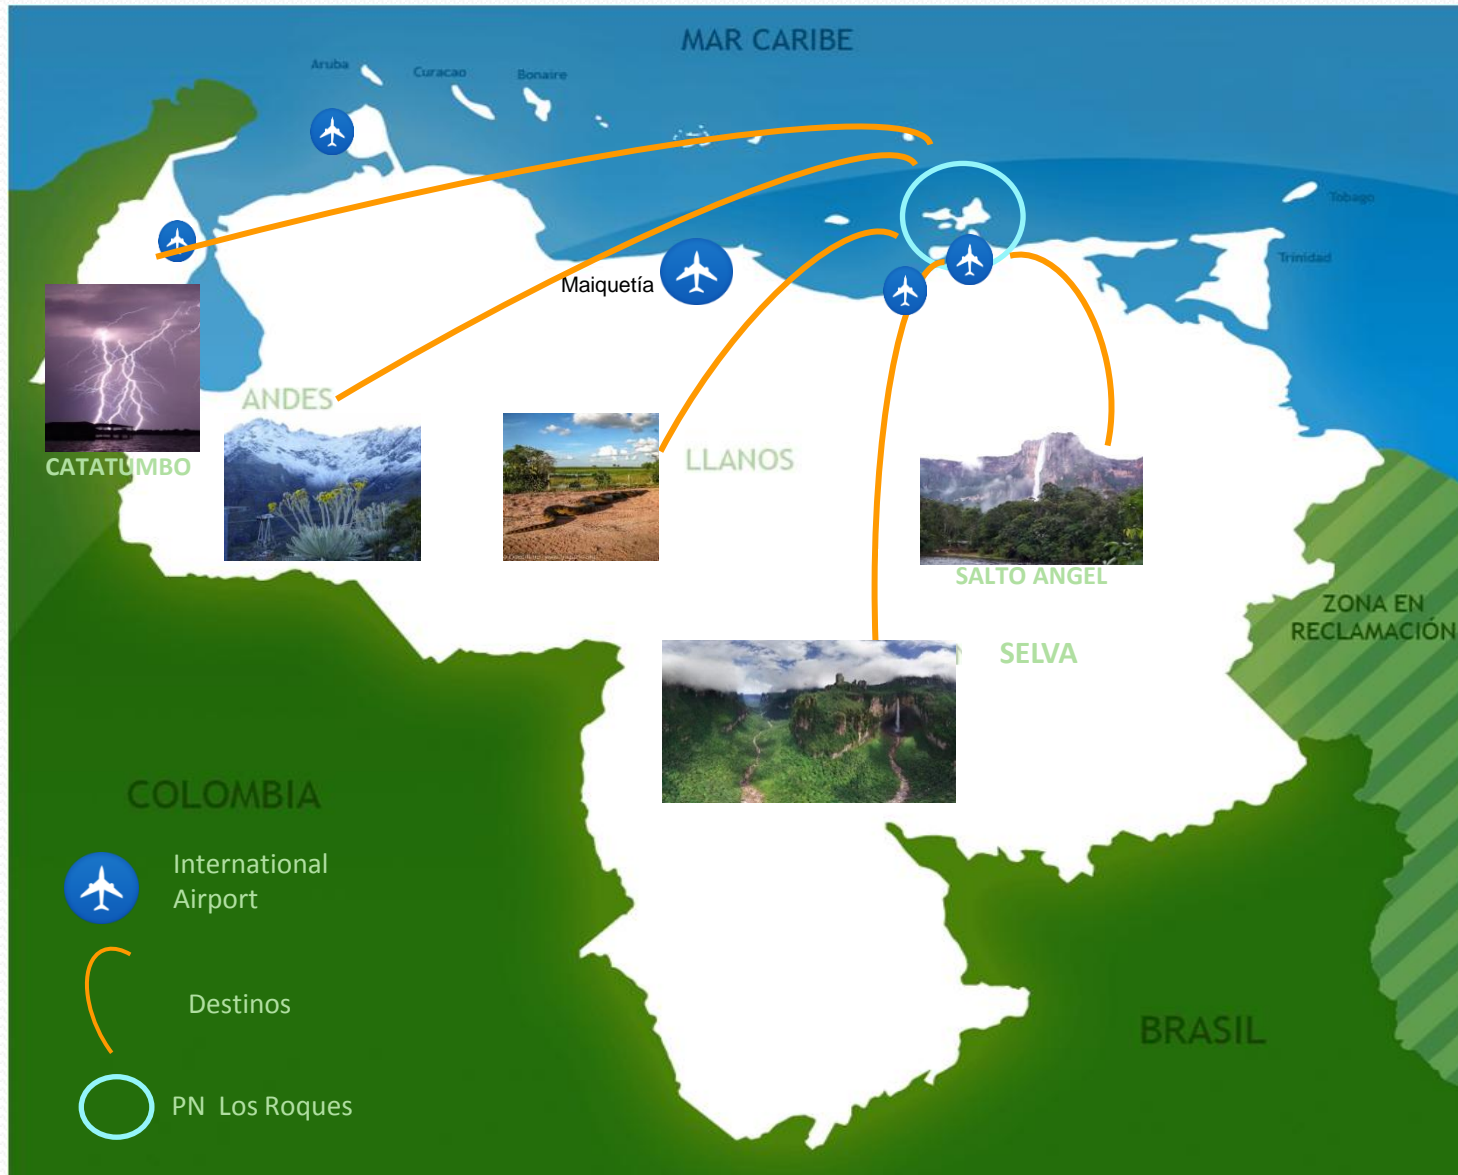 MAR CARIBE
Aruba
Curacao
Bonaire
Tobago
Trinidad
Maiquetía
ANDES
CATATUMBO
LLANOS
SALTO ANGEL
ZONA EN
RECLAMACIÓN
SELVA
COLOMBIA
International
Airport
Destinos
BRASIL
PN Los Roques